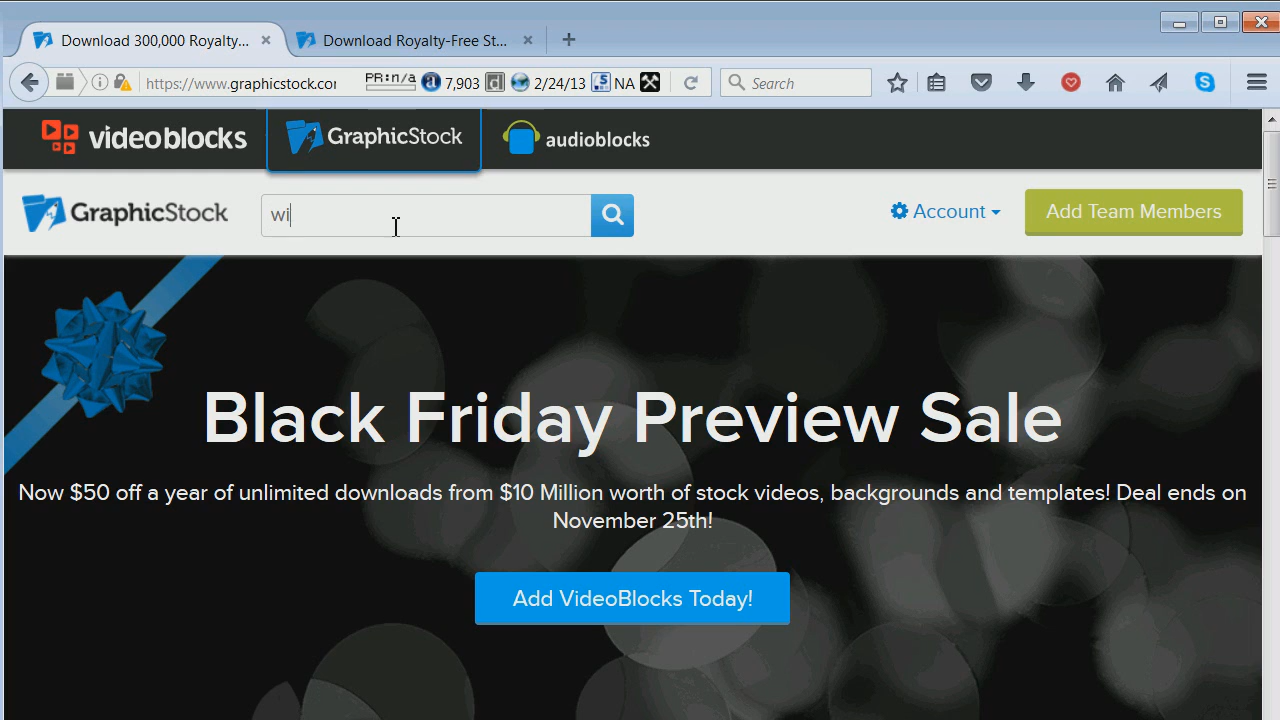 Download 300,000 Royalty...
Download Royalty-Free St...
https://www.graphicstock.cor
PR: n/a
a
7,903
d
2/24/13
5
NA
Search
S
videoblocks
GraphicStock
audioblocks
GraphicStock
wi
Account
Add Team Members
Black Friday Preview Sale
Now $50 off a year of unlimited downloads from $10 Million worth of stock videos, backgrounds and templates! Deal ends on
November 25th!
Add VideoBlocks Today!